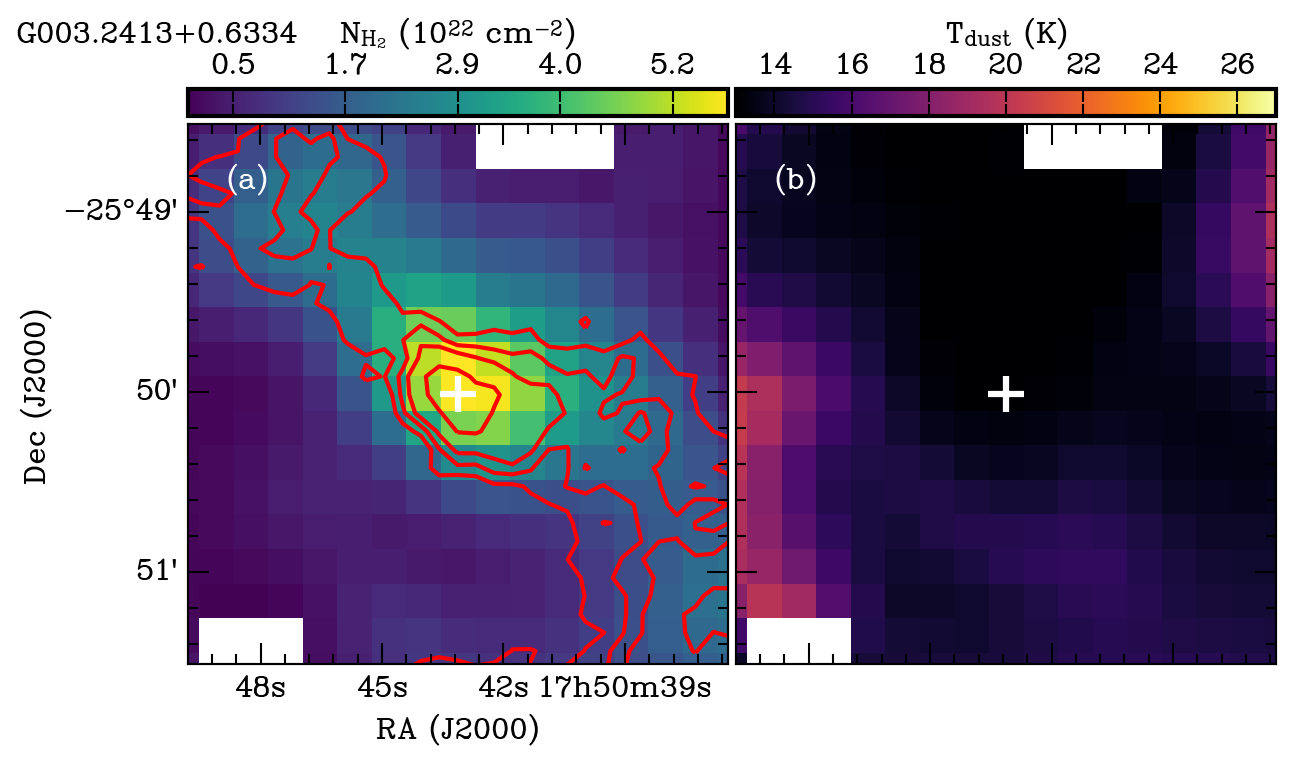 G003.2413+0.6334 N_H₂ (10²² cm⁻²) T_dust (K)
0.5 1.7 2.9 4.0 5.2 14 16 18 20 22 24 26
(a) (b)
−25°49'
50'
51'
Dec (J2000)
48s 45s 42s 17h50m39s
RA (J2000)